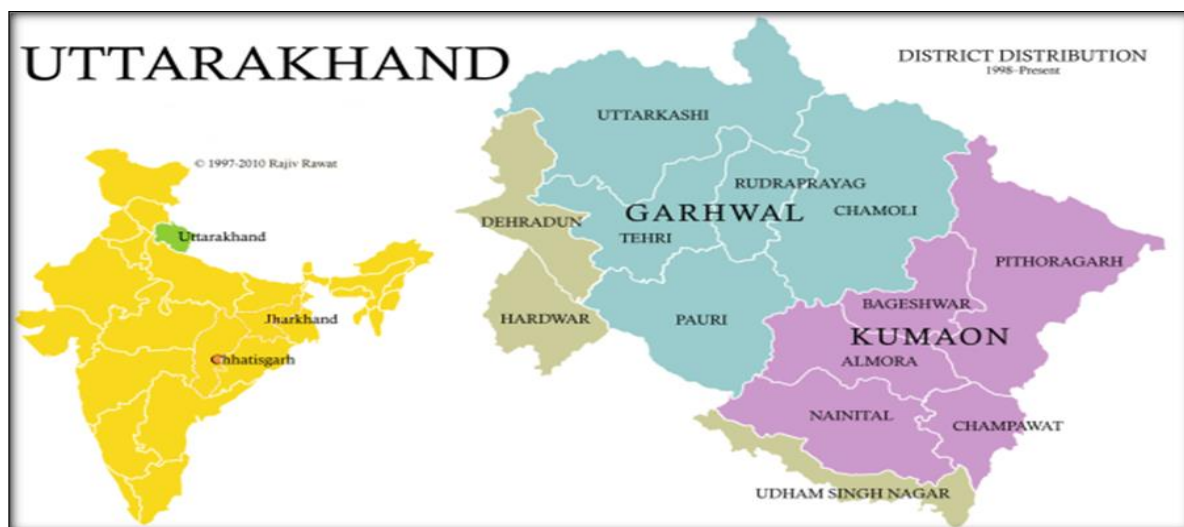 UTTARAKHAND
DISTRICT DISTRIBUTION
1998-Present
© 1997-2010 Rajiv Rawat
Uttarakhand
Jharkhand
Chhatisgarh
UTTARKASHI
RUDRAPRAYAG
GARHWAL
CHAMOLI
DEHRADUN
TEHRI
PITHORAGARH
BAGESHWAR
HARDWAR
PAURI
KUMAON
ALMORA
NAINITAL
CHAMPAWAT
UDHAM SINGH NAGAR